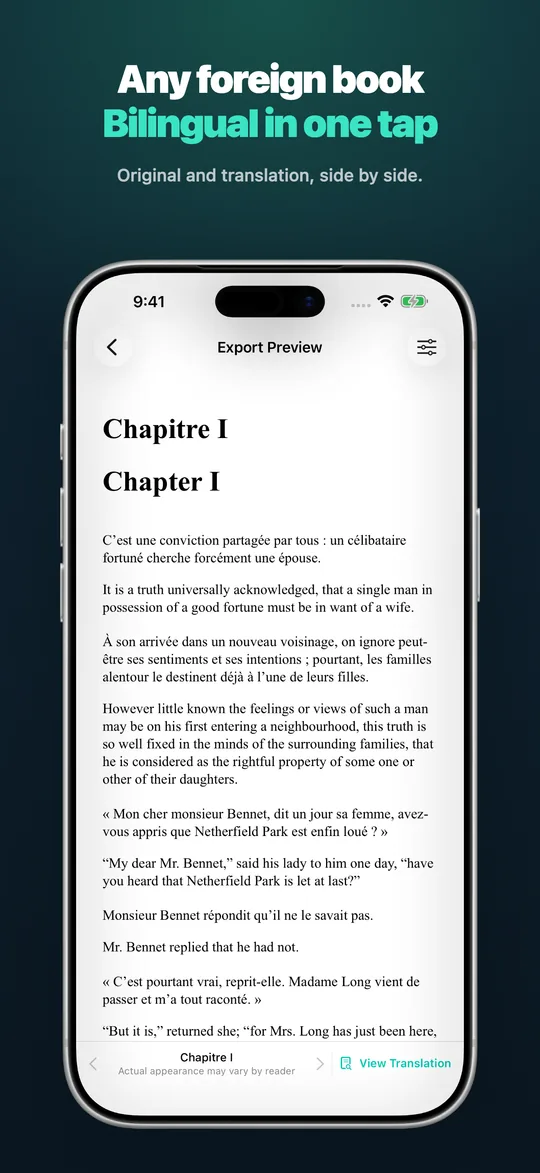 Any foreign book
Bilingual in one tap
Original and translation, side by side.
9:41
Export Preview
Chapitre I
Chapter I
C’est une conviction partagée par tous : un célibataire
fortuné cherche forcément une épouse.
It is a truth universally acknowledged, that a single man in
possession of a good fortune must be in want of a wife.
À son arrivée dans un nouveau voisinage, on ignore peut-
être ses sentiments et ses intentions ; pourtant, les familles
alentour le destinent déjà à l’une de leurs filles.
However little known the feelings or views of such a man
may be on his first entering a neighbourhood, this truth is
so well fixed in the minds of the surrounding families, that
he is considered as the rightful property of some one or
other of their daughters.
« Mon cher monsieur Bennet, dit un jour sa femme, avez-
vous appris que Netherfield Park est enfin loué ? »
“My dear Mr. Bennet,” said his lady to him one day, “have
you heard that Netherfield Park is let at last?”
Monsieur Bennet répondit qu’il ne le savait pas.
Mr. Bennet replied that he had not.
« C’est pourtant vrai, reprit-elle. Madame Long vient de
passer et m’a tout raconté. »
“But it is,” returned she; “for Mrs. Long has just been here,
Chapitre I
Actual appearance may vary by reader
View Translation